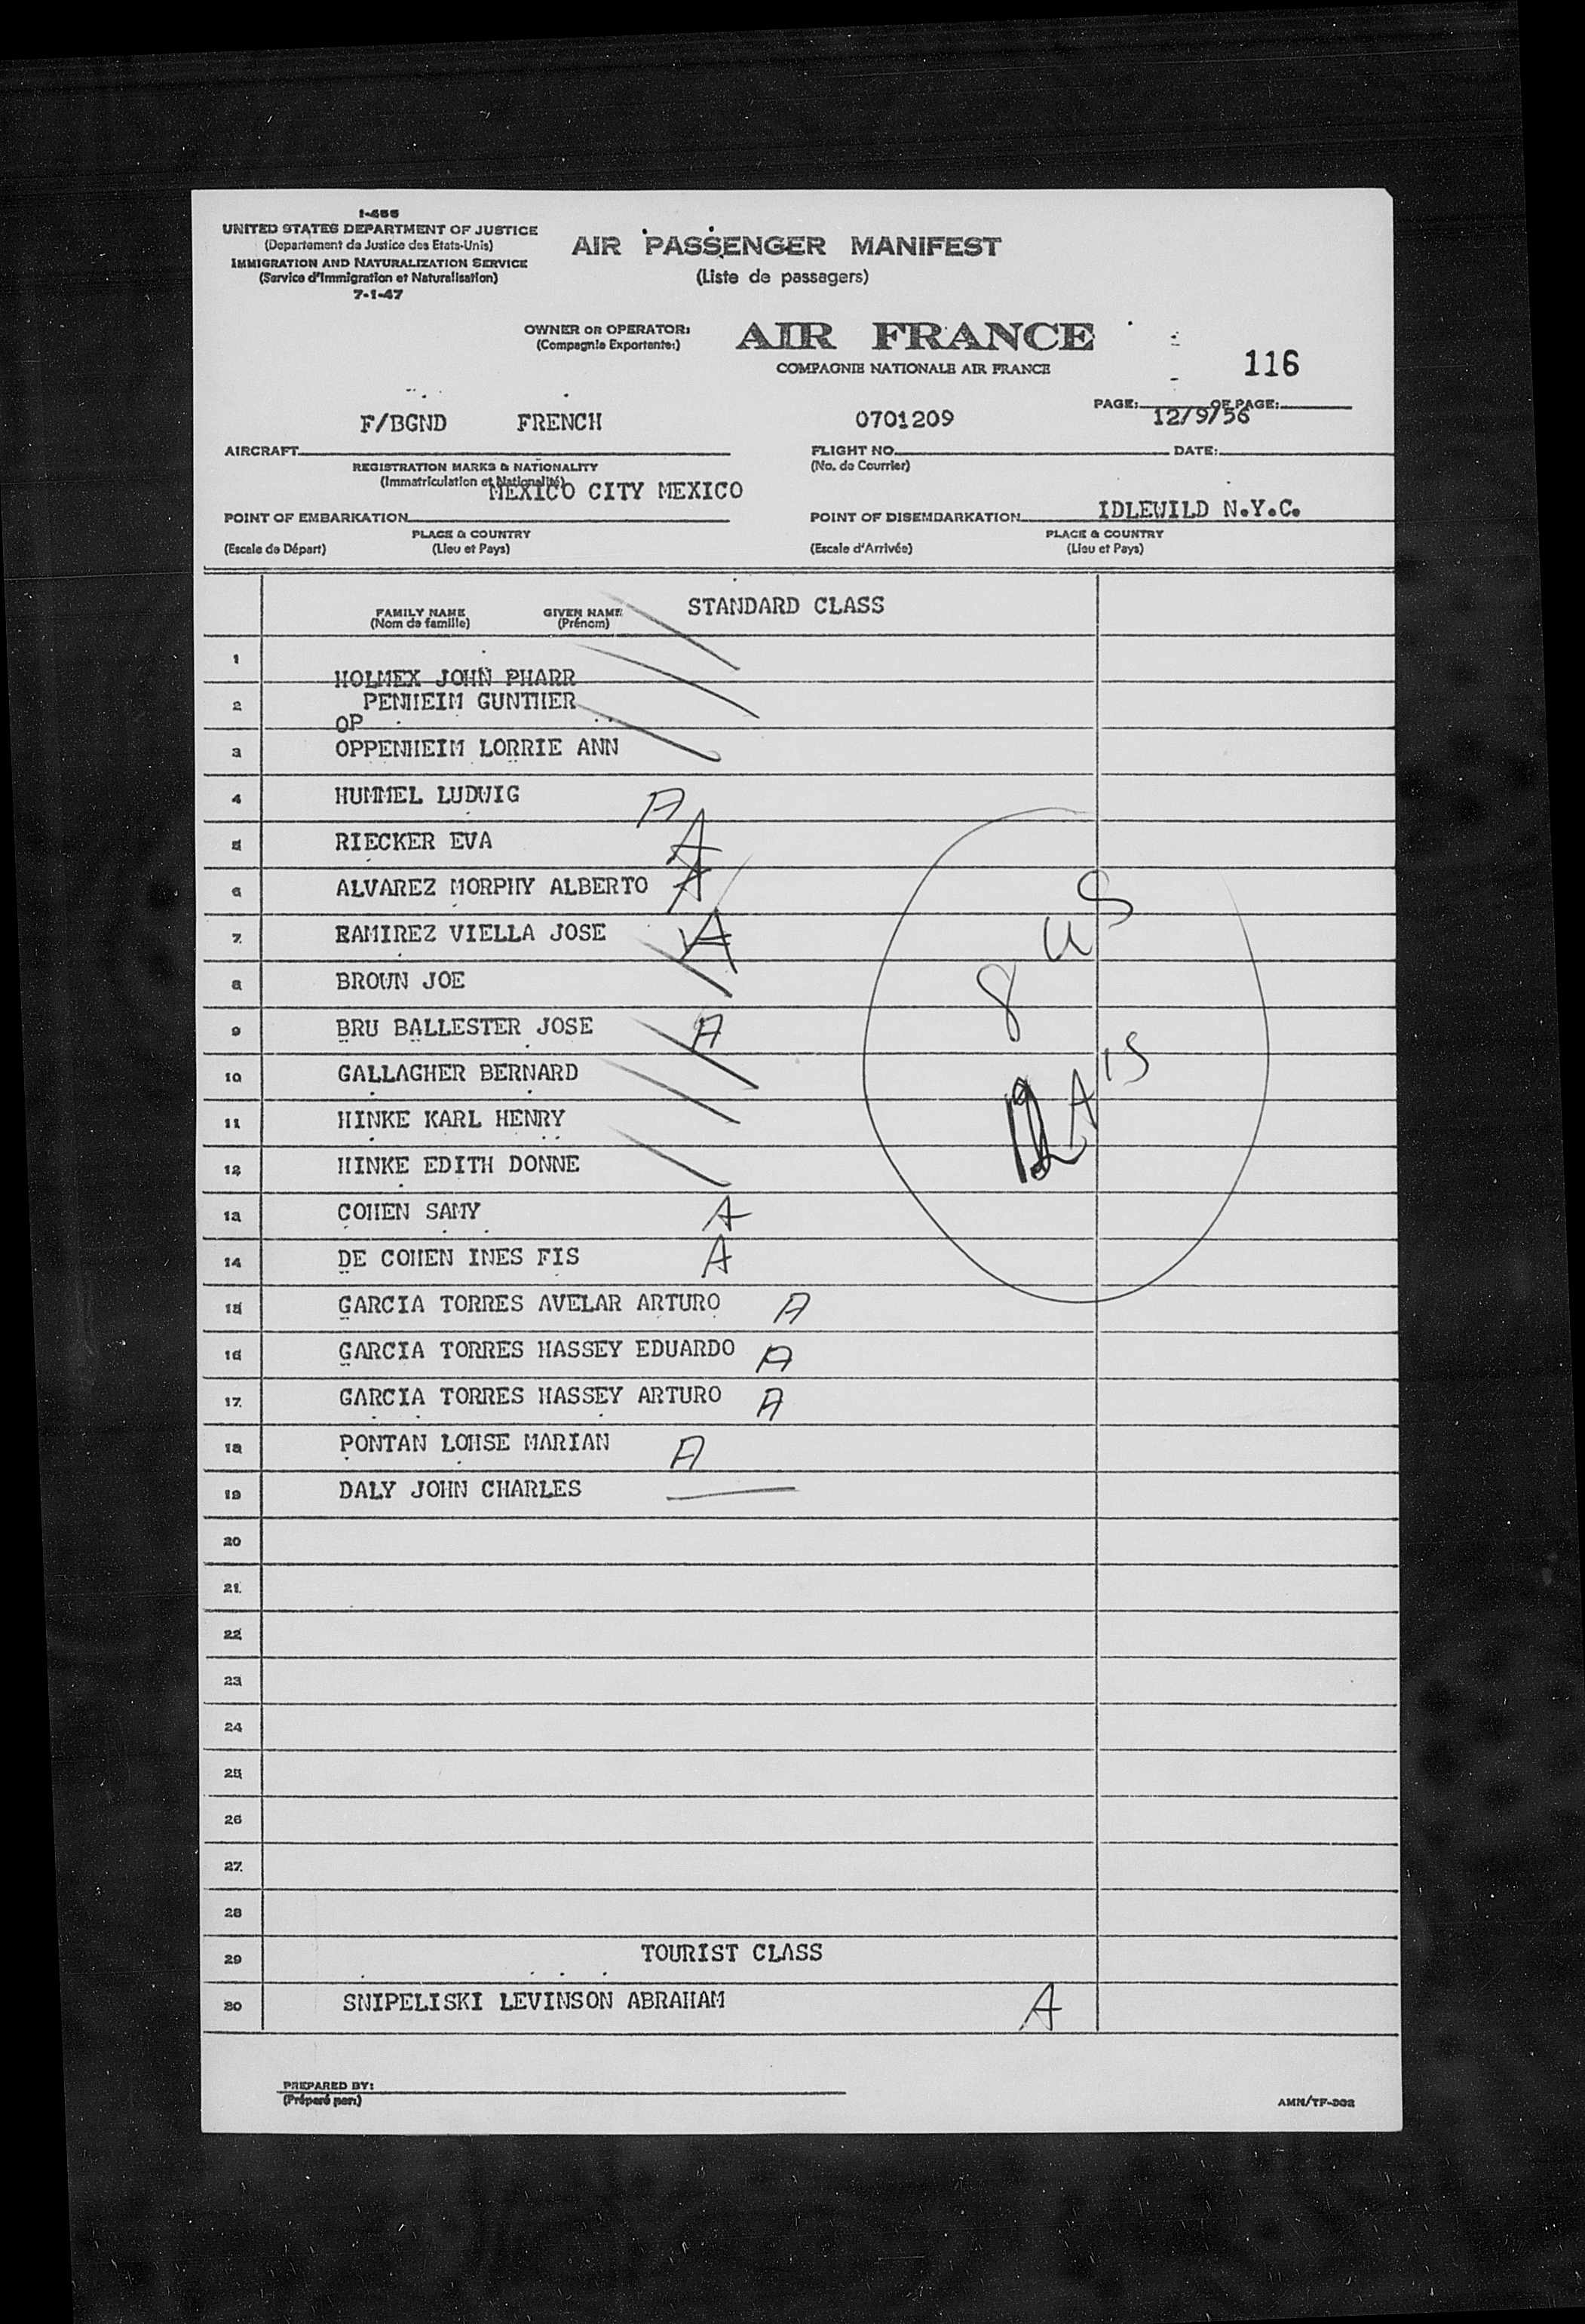 I-466
UNITED STATES DEPARTMENT OF JUSTICE
(Departement de Justice des Etats-Unis)
IMMIGRATION AND NATURALIZATION SERVICE
(Service d'Immigration et Naturalisation)
7-1-47
AIR PASSENGER MANIFEST
(Liste de passagers)
OWNER OR OPERATOR:
(Compagnie Exportente:)
AIR FRANCE
COMPAGNIE NATIONALE AIR FRANCE
116
PAGE: OF PAGE:
F/BGND FRENCH 0701209 12/9/56
AIRCRAFT FLIGHT NO. DATE:
REGISTRATION MARKS & NATIONALITY (No. de Courrier)
(Immatriculation et Nationalité)
MEXICO CITY MEXICO IDLEWILD N.Y.C.
POINT OF EMBARKATION POINT OF DISEMBARKATION
PLACE & COUNTRY PLACE & COUNTRY
(Escale de Départ) (Lieu et Pays) (Escale d'Arrivée) (Lieu et Pays)
FAMILY NAME GIVEN NAME STANDARD CLASS
(Nom de famille) (Prénom)
1 HOLMEX JOHN PHARR
2 PENHEIM GUNTHER
OP
3 OPPENHEIM LORRIE ANN
4 HUMMEL LUDWIG A
5 RIECKER EVA A
6 ALVAREZ MORPHY ALBERTO A
7 RAMIREZ VIELLA JOSE A
8 BROWN JOE
9 BRU BALLESTER JOSE A
10 GALLAGHER BERNARD
11 HINKE KARL HENRY
12 HINKE EDITH DONNE
13 COHEN SAMY A
14 DE COHEN INES FIS A
15 GARCIA TORRES AVELAR ARTURO A
16 GARCIA TORRES HASSEY EDUARDO A
17 GARCIA TORRES HASSEY ARTURO A
18 PONTAN LOHSE MARIAN A
19 DALY JOHN CHARLES
8 US
12 A/S
20
21
22
23
24
25
26
27
28
29 TOURIST CLASS
30 SNIPELISKI LEVINSON ABRAHAM A
PREPARED BY:
(Préparé par:)
AMN/TF-302